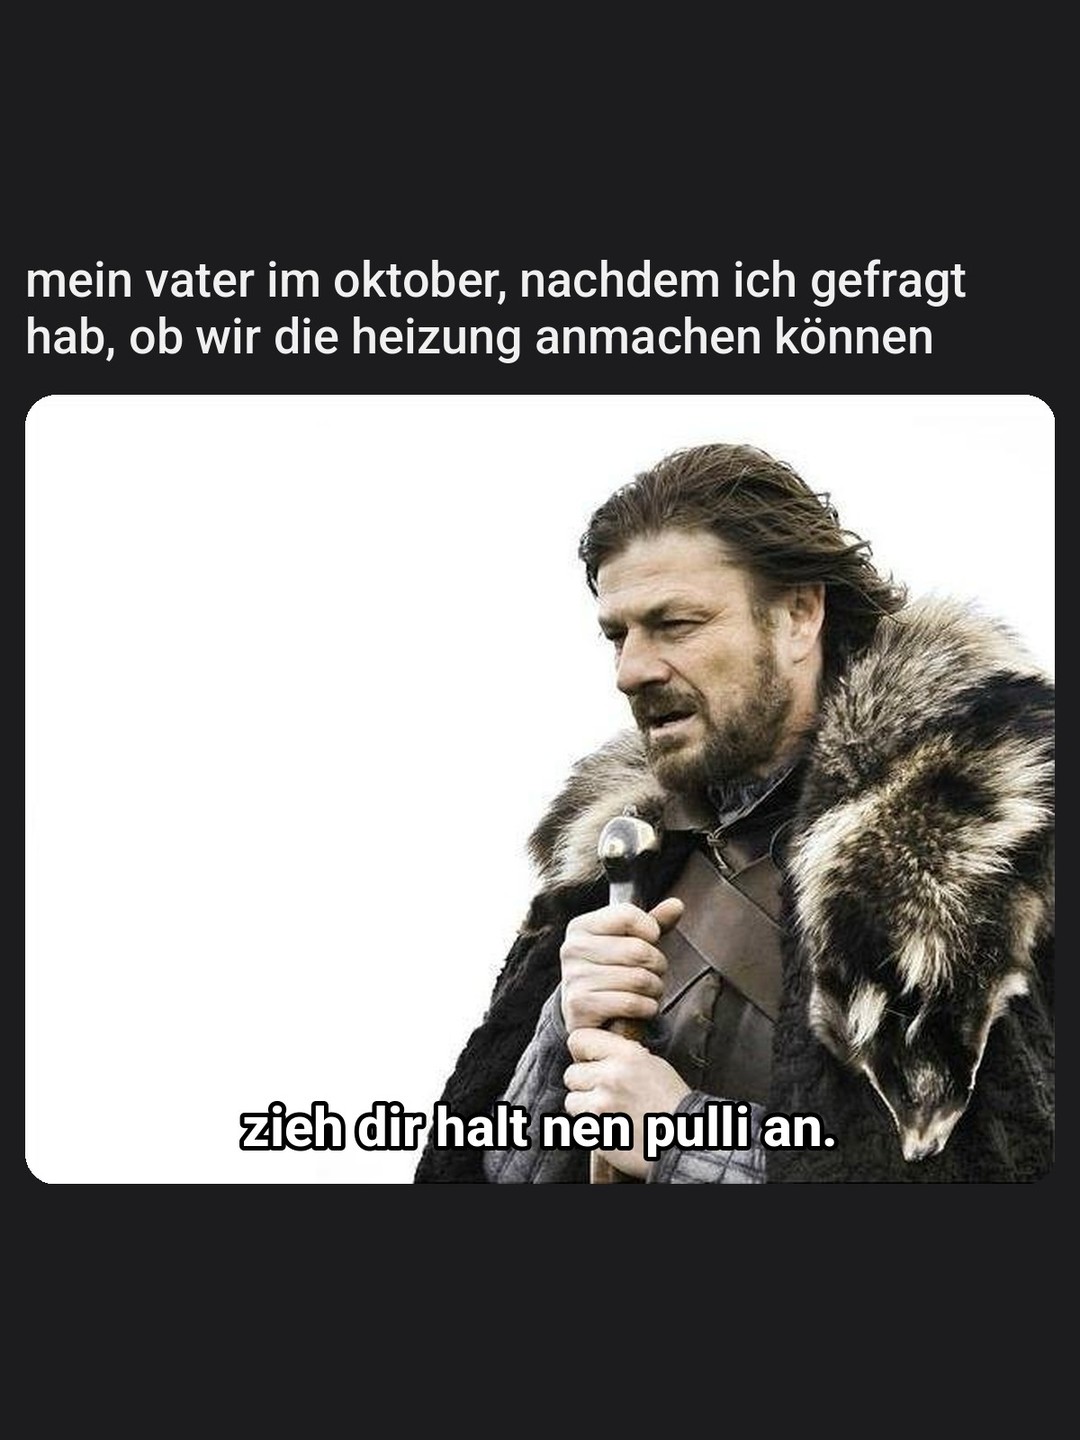 mein vater im oktober, nachdem ich gefragt
hab, ob wir die heizung anmachen können
zieh dir halt nen pulli an.